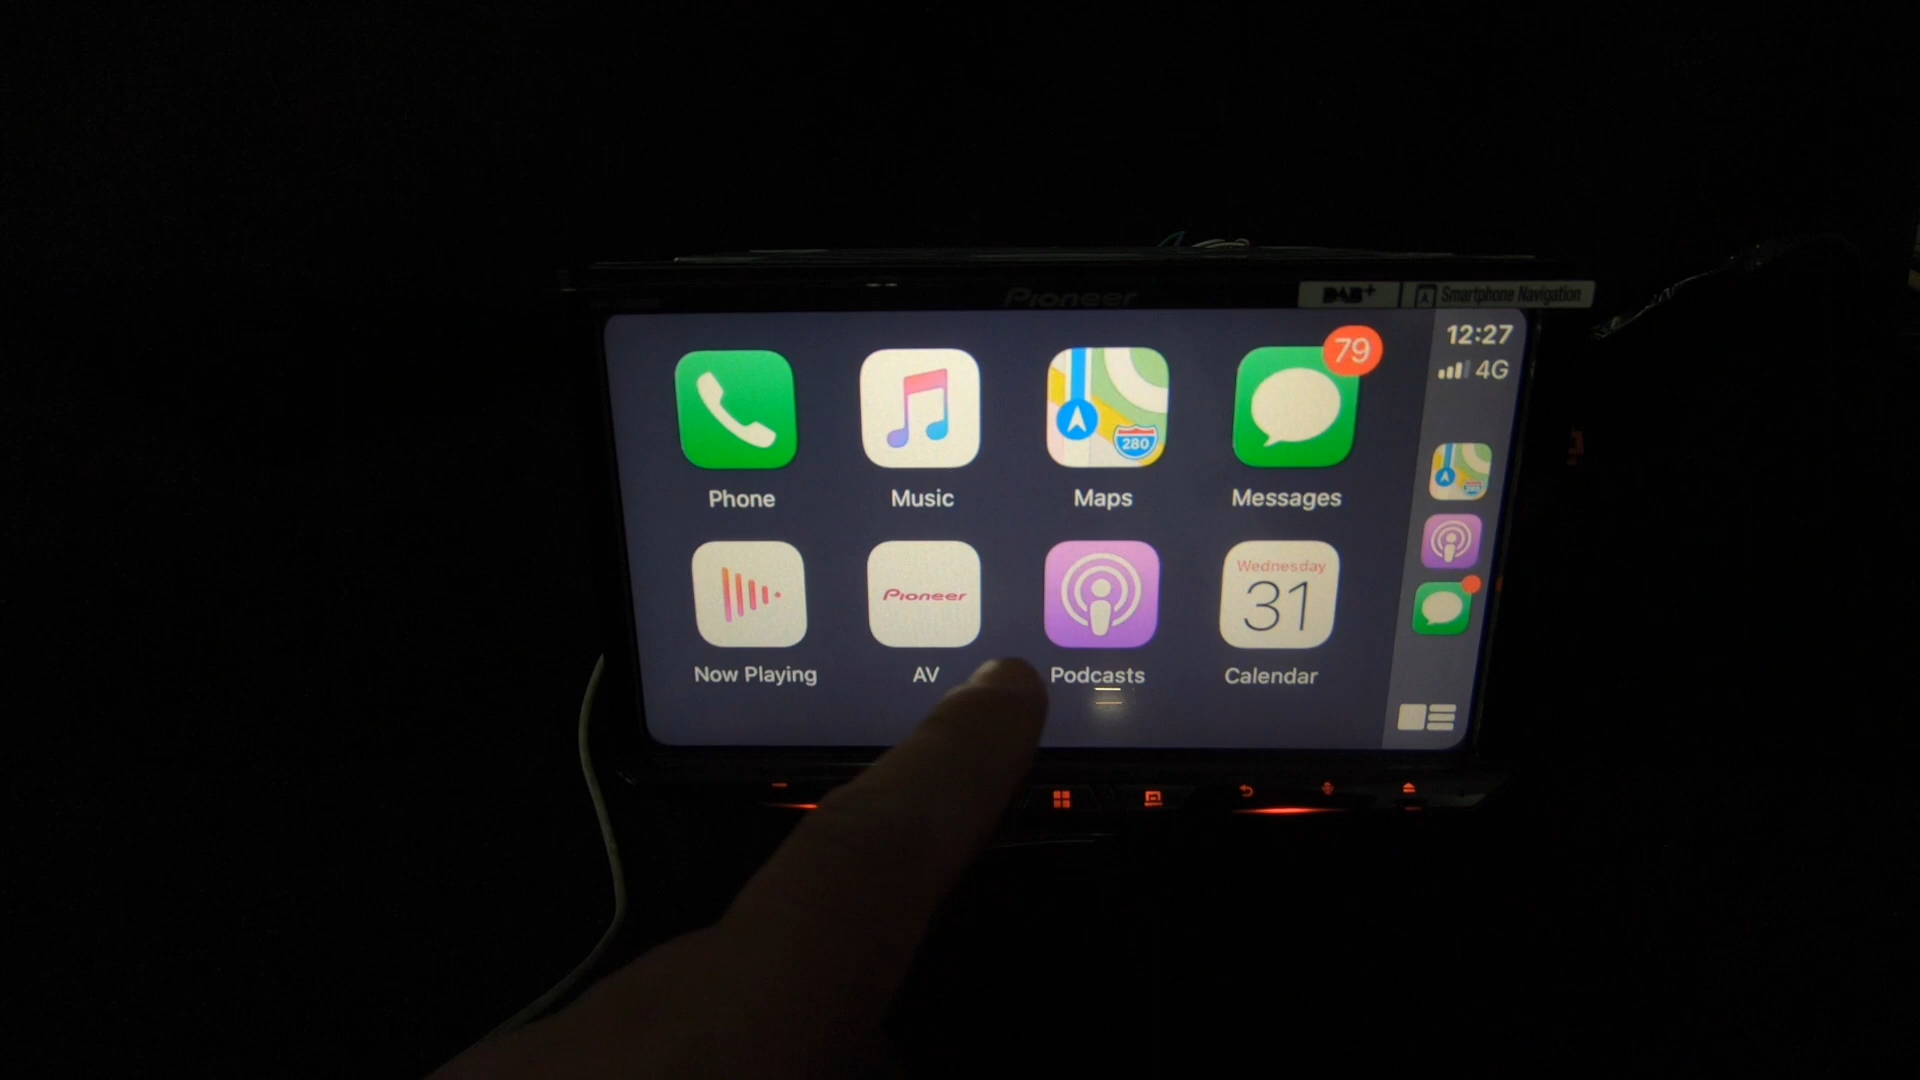 Pioneer
DAB+
Smartphone Navigation
12:27
4G
79
280
Phone
Music
Maps
Messages
Wednesday
31
Pioneer
Now Playing
AV
Podcasts
Calendar